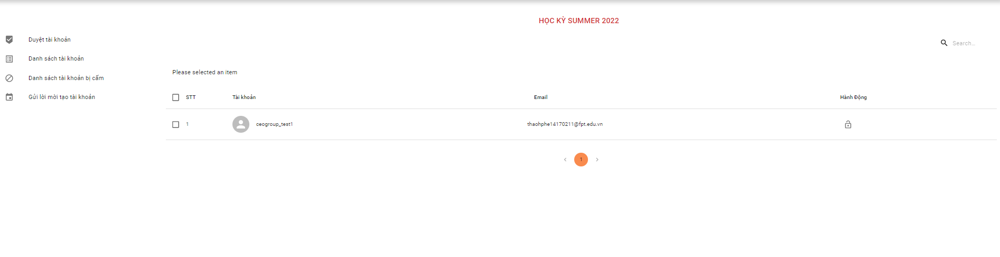 HỌC KỲ SUMMER 2022
Duyệt tài khoản
Danh sách tài khoản
Danh sách tài khoản bị cấm
Gửi lời mời tạo tài khoản
Search...
Please selected an item
STT Tài khoản Email Hành Động
1 ceogroup_test1 thaohphe14170211@fpt.edu.vn
1